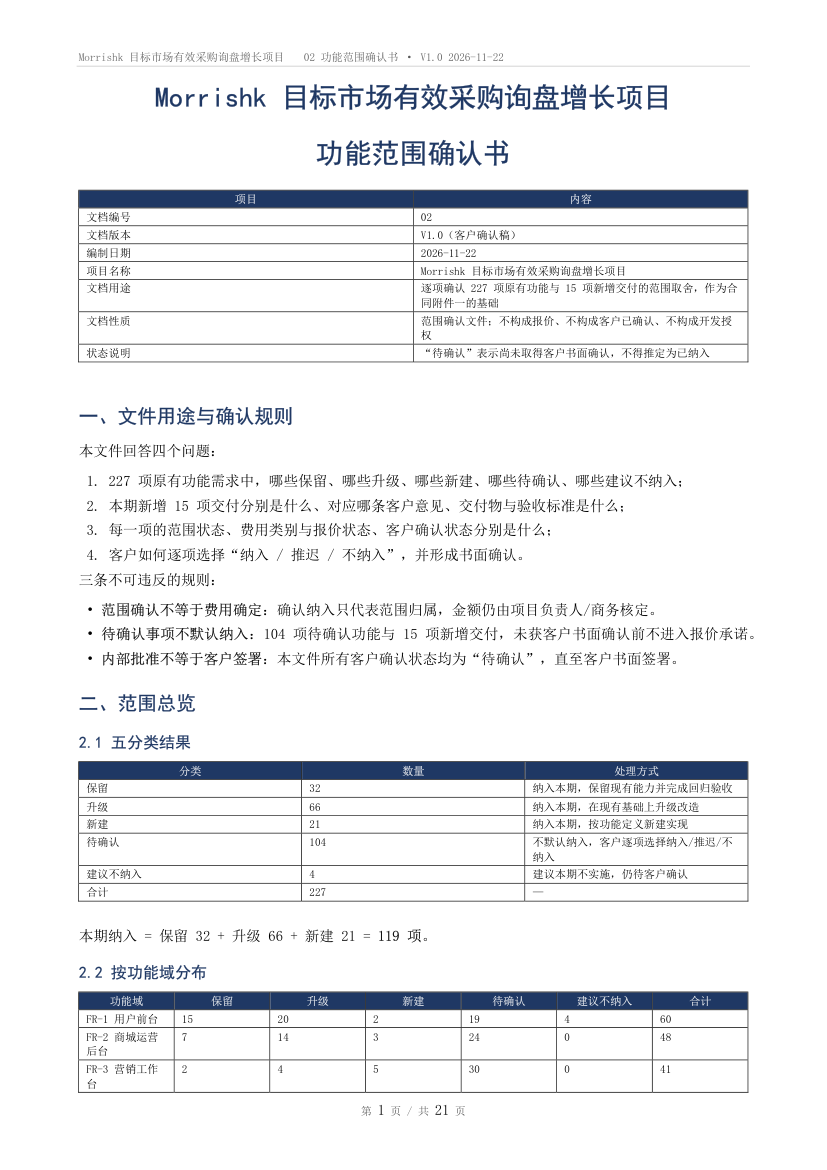 Morrishk 目标市场有效采购询盘增长项目 02 功能范围确认书 • V1.0 2026-11-22
Morrishk 目标市场有效采购询盘增长项目
功能范围确认书
项目 内容
文档编号 02
文档版本 V1.0（客户确认稿）
编制日期 2026-11-22
项目名称 Morrishk 目标市场有效采购询盘增长项目
文档用途 逐项确认 227 项原有功能与 15 项新增交付的范围取舍，作为合
同附件一的基础
文档性质 范围确认文件；不构成报价、不构成客户已确认、不构成开发授
权
状态说明 “待确认”表示尚未取得客户书面确认，不得推定为已纳入
一、文件用途与确认规则
本文件回答四个问题：
1. 227 项原有功能需求中，哪些保留、哪些升级、哪些新建、哪些待确认、哪些建议不纳入；
2. 本期新增 15 项交付分别是什么、对应哪条客户意见、交付物与验收标准是什么；
3. 每一项的范围状态、费用类别与报价状态、客户确认状态分别是什么；
4. 客户如何逐项选择“纳入 / 推迟 / 不纳入”，并形成书面确认。
三条不可违反的规则：
• 范围确认不等于费用确定：确认纳入只代表范围归属，金额仍由项目负责人/商务核定。
• 待确认事项不默认纳入：104 项待确认功能与 15 项新增交付，未获客户书面确认前不进入报价承诺。
• 内部批准不等于客户签署：本文件所有客户确认状态均为“待确认”，直至客户书面签署。
二、范围总览
2.1 五分类结果
分类 数量 处理方式
保留 32 纳入本期，保留现有能力并完成回归验收
升级 66 纳入本期，在现有基础上升级改造
新建 21 纳入本期，按功能定义新建实现
待确认 104 不默认纳入，客户逐项选择纳入/推迟/不
纳入
建议不纳入 4 建议本期不实施，仍待客户确认
合计 227 —
本期纳入 = 保留 32 + 升级 66 + 新建 21 = 119 项。
2.2 按功能域分布
功能域 保留 升级 新建 待确认 建议不纳入 合计
FR-1 用户前台 15 20 2 19 4 60
FR-2 商城运营 7 14 3 24 0 48
后台
FR-3 营销工作 2 4 5 30 0 41
台
第 1 页 / 共 21 页